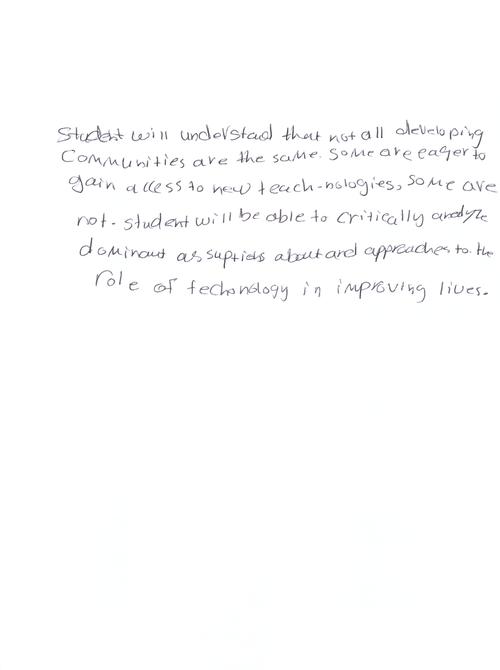 Student will understad that not all developing
Communities are the same. some are eager to
gain access to new teach-nologies, some are
not. student will be able to critically analyze
dominant as suptids about and approaches to the
role of techonology in improving lives.